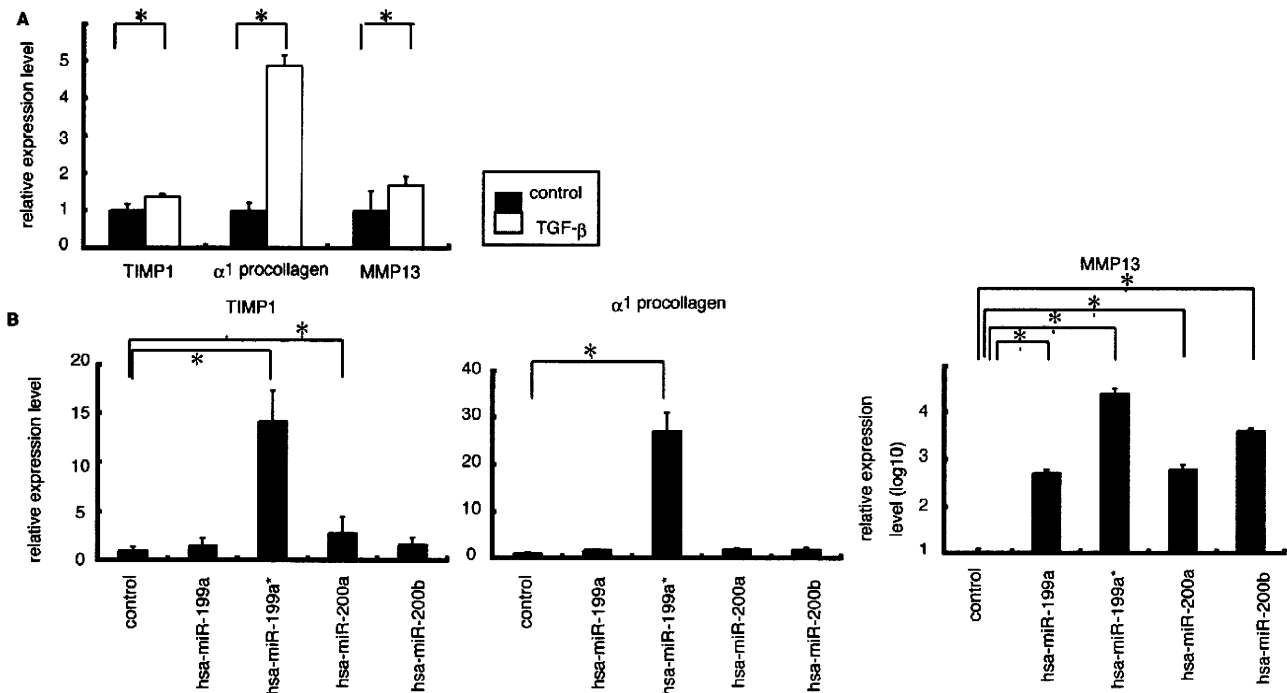 A
*
*
*
relative expression level
5
4
3
2
1
0
TIMP1
α1 procollagen
MMP13
control
TGF-β
B
TIMP1
*
*
relative expression level
20
15
10
5
0
control
hsa-miR-199a
hsa-miR-199a*
hsa-miR-200a
hsa-miR-200b
α1 procollagen
*
40
30
20
10
0
control
hsa-miR-199a
hsa-miR-199a*
hsa-miR-200a
hsa-miR-200b
MMP13
*
*
*
*
relative expression
level (log10)
4
3
2
1
control
hsa-miR-199a
hsa-miR-199a*
hsa-miR-200a
hsa-miR-200b